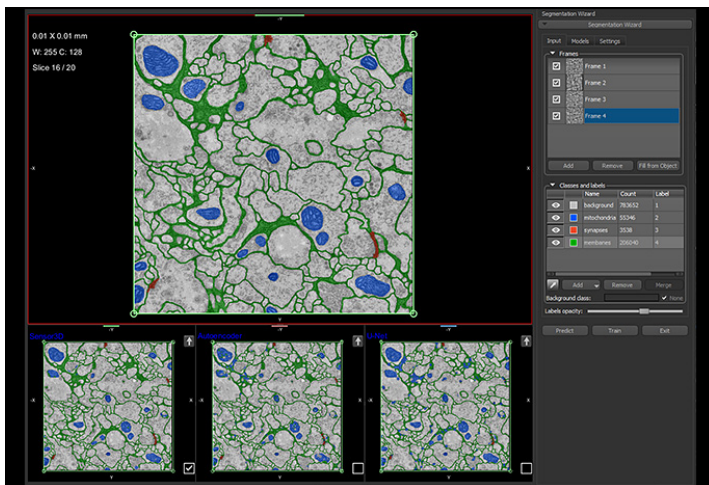 Segmentation Wizard
Segmentation Wizard
Input Models Settings
Frames
Frame 1
Frame 2
Frame 3
Frame 4
Add Remove Fill from Object
Classes and labels
Name Count Label
background 783652 1
mitochondria 55346 2
synapses 3538 3
membanes 206040 4
Add Remove Merge
Background class: None
Labels opacity:
Predict Train Exit
0.01 X 0.01 mm
W: 255 C: 128
Slice 16 / 20
-Y
-X
X
Y
Sensor3D
Autoencoder
U-Net
-Y
-Y
-Y
-X
X
-X
X
-X
X
Y
Y
Y